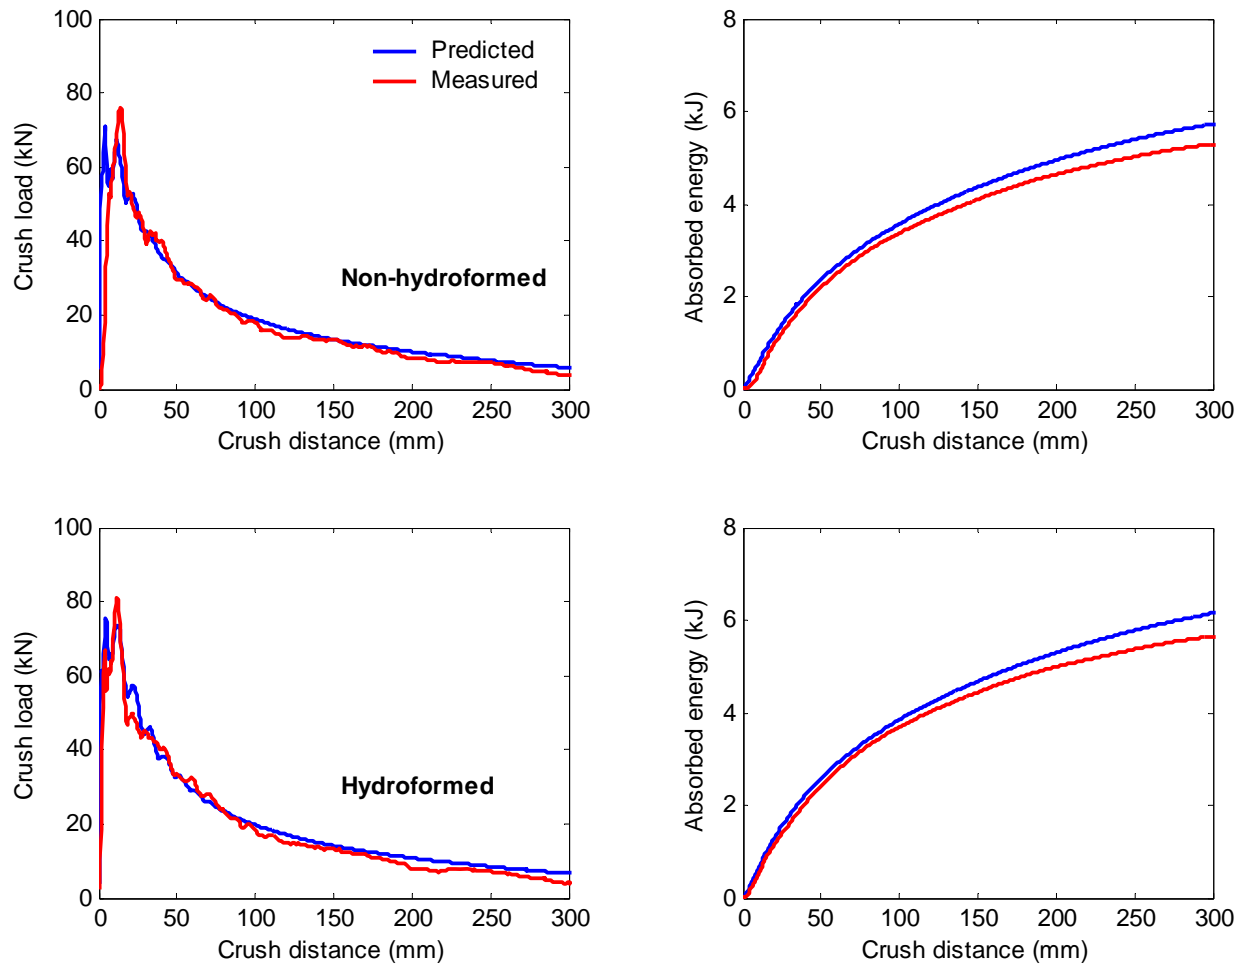 100
80
60
40
20
0
0 50 100 150 200 250 300
Crush distance (mm)
Crush load (kN)
Predicted
Measured
Non-hydroformed
8
6
4
2
0
0 50 100 150 200 250 300
Crush distance (mm)
Absorbed energy (kJ)
100
80
60
40
20
0
0 50 100 150 200 250 300
Crush distance (mm)
Crush load (kN)
Hydroformed
8
6
4
2
0
0 50 100 150 200 250 300
Crush distance (mm)
Absorbed energy (kJ)